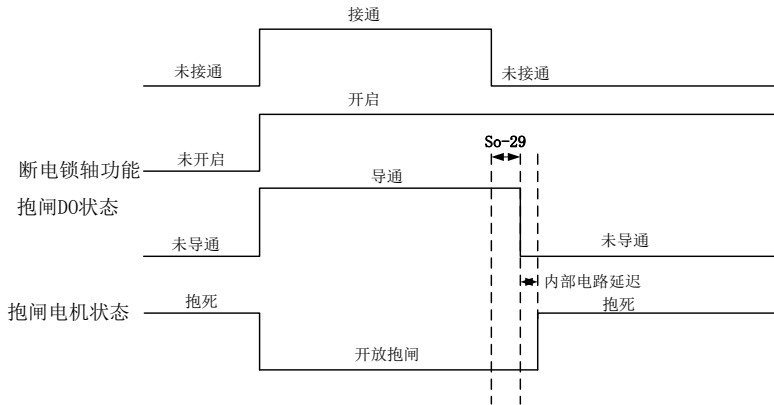 接通
未接通
未接通
开启
未开启
断电锁轴功能
So-29
导通
抱闸DO状态
未导通
未导通
内部电路延迟
抱死
抱死
抱闸电机状态
开放抱闸